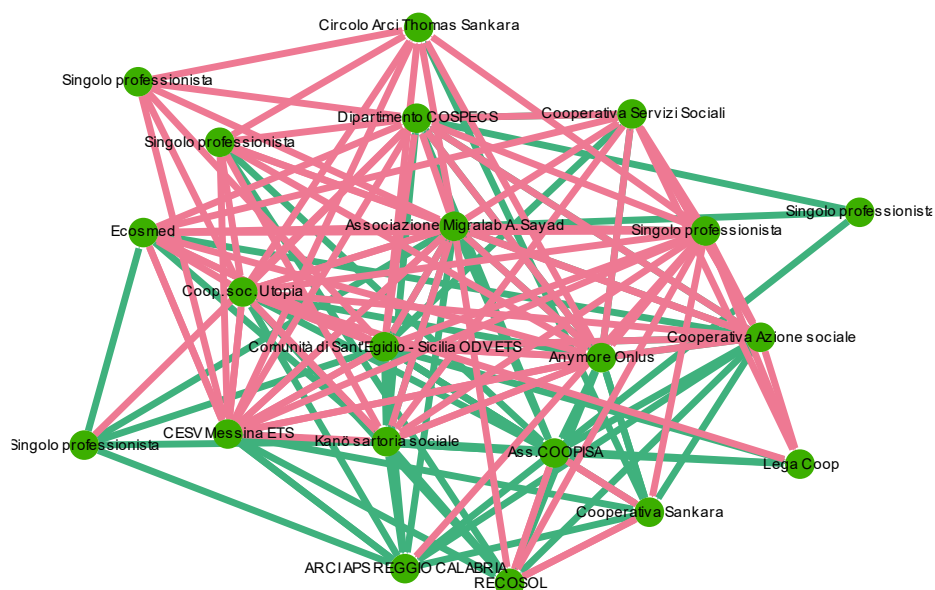 Circolo Arci Thomas Sankara
Singolo professionista
Dipartimento COSPECS
Cooperativa Servizi Sociali
Singolo professionista
Singolo professionista
Ecosmed
Associazione Migralab A.Sayad
Singolo professionista
Coop. soc. Utopia
Comunità di Sant'Egidio - Sicilia ODV ETS
Anymore Onlus
Cooperativa Azione sociale
Singolo professionista
CESV Messina ETS
Kanö sartoria sociale
Ass.COOPISA
Lega Coop
Cooperativa Sankara
ARCI APS REGGIO CALABRIA
RECOSOL